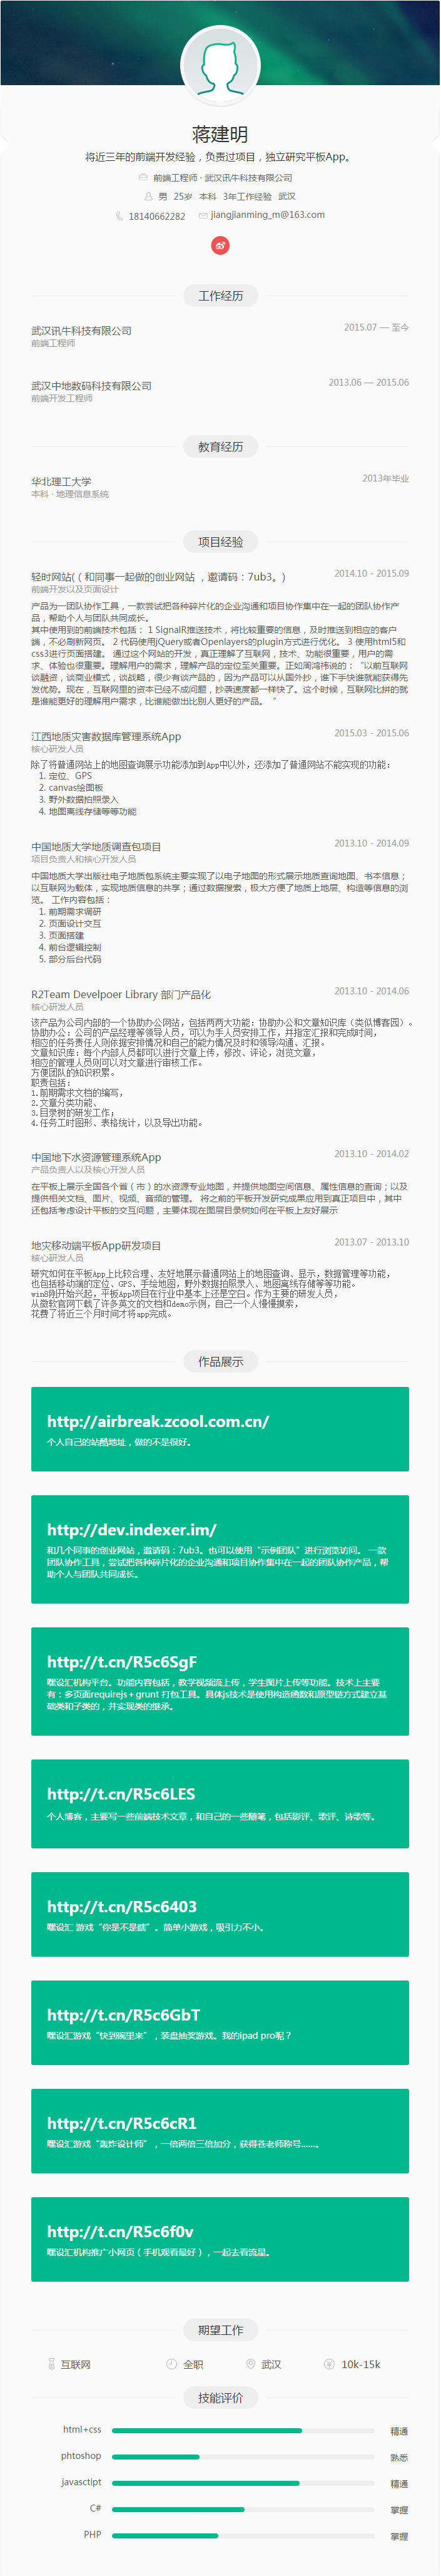 蒋建明
将近三年的前端开发经验，负责过项目，独立研究平板App。
前端工程师 · 武汉讯牛科技有限公司
男 25岁 本科 3年工作经验 武汉
18140662282 jiangjianming_m@163.com
工作经历
武汉讯牛科技有限公司 2015.07 — 至今
前端工程师
武汉中地数码科技有限公司 2013.06 — 2015.06
前端开发工程师
教育经历
华北理工大学 2013年毕业
本科 · 地理信息系统
项目经验
轻时网站(（和同事一起做的创业网站 ，邀请码：7ub3。) 2014.10 - 2015.09
前端开发以及页面设计
产品为一团队协作工具，一款尝试把各种碎片化的企业沟通和项目协作集中在一起的团队协作产
品，帮助个人与团队共同成长。
其中使用到的前端技术包括： 1 SignalR推送技术，将比较重要的信息，及时推送到相应的客户
端，不必刷新网页。 2 代码使用jQuery或者Openlayers的plugin方式进行优化。 3 使用html5和
css3进行页面搭建。 通过这个网站的开发，真正理解了互联网，技术、功能很重要，用户的需
求、体验也很重要。理解用户的需求，理解产品的定位至关重要。正如周鸿祎说的：“以前互联网
谈融资，谈商业模式，谈战略，很少有谈产品的，因为产品可以从国外抄，谁下手快谁就能获得先
发优势。现在，互联网里的资本已经不成问题，抄袭速度都一样快了。这个时候，互联网比拼的就
是谁能更好的理解用户需求，比谁能做出比别人更好的产品。 ”
江西地质灾害数据库管理系统App 2015.03 - 2015.06
核心研发人员
除了将普通网站上的地图查询展示功能添加到App中以外，还添加了普通网站不能实现的功能：
1. 定位、GPS
2. canvas绘图板
3. 野外数据拍照录入
4. 地图离线存储等等功能
中国地质大学地质调查包项目 2013.10 - 2014.09
项目负责人和核心开发人员
中国地质大学出版社电子地质包系统主要实现了以电子地图的形式展示地质查询地图、书本信息；
以互联网为载体，实现地质信息的共享；通过数据搜索，极大方便了地质上地层、构造等信息的浏
览。 工作内容包括：
1. 前期需求调研
2. 页面设计交互
3. 页面搭建
4. 前台逻辑控制
5. 部分后台代码
R2Team Develpoer Library 部门产品化 2013.10 - 2014.06
核心研发人员
该产品为公司内部的一个协助办公网站，包括两两大功能：协助办公和文章知识库（类似博客园）。
协助办公：公司的产品经理等领导人员，可以为手人员安排工作，并指定汇报和完成时间，
相应的任务责任人则依据安排情况和自己的能力情况及时和领导沟通、汇报。
文章知识库：每个内部人员都可以进行文章上传，修改、评论，浏览文章，
相应的管理人员则可以对文章进行审核工作。
方便团队的知识积累。
职责包括：
1.前期需求文档的编写，
2.文章分类功能、
3.目录树的研发工作；
4.任务工时图形、表格统计，以及导出功能。
中国地下水资源管理系统App 2013.10 - 2014.02
产品负责人以及核心开发人员
在平板上展示全国各个省（市）的水资源专业地图，并提供地图空间信息、属性信息的查询；以及
提供相关文档、图片、视频、音频的管理。 将之前的平板开发研究成果应用到真正项目中，其中
还包括考虑设计平板的交互问题，主要体现在图层目录树如何在平板上友好展示
地灾移动端平板App研发项目 2013.07 - 2013.10
核心研发人员
研究如何在平板App上比较合理、友好地展示普通网站上的地图查询、显示，数据管理等功能，
也包括移动端的定位、GPS、手绘地图，野外数据拍照录入、地图离线存储等等功能。
win8刚开始兴起，平板App项目在行业中基本上还是空白。作为主要的研发人员，
从微软官网下载了许多英文的文档和demo示例，自己一个人慢慢摸索，
花费了将近三个月时间才将app完成。
作品展示
http://airbreak.zcool.com.cn/
个人自己的站酷地址，做的不是很好。
http://dev.indexer.im/
和几个同事的创业网站，邀请码：7ub3。也可以使用“示例团队”进行浏览访问。 一款
团队协作工具，尝试把各种碎片化的企业沟通和项目协作集中在一起的团队协作产品，帮
助个人与团队共同成长。
http://t.cn/R5c6SgF
嘿设汇机构平台。功能内容包括，教学视频流上传，学生图片上传等功能。技术上主要
有：多页面requirejs + grunt 打包工具。具体js技术是使用构造函数和原型链方式建立基
础类和子类的，并实现类的继承。
http://t.cn/R5c6LES
个人博客，主要写一些前端技术文章，和自己的一些随笔，包括影评、歌评、诗歌等。
http://t.cn/R5c6403
嘿设汇 游戏“你是不是瞎”。简单小游戏，吸引力不小。
http://t.cn/R5c6GbT
嘿设汇游戏“快到碗里来”，装盘抽奖游戏。我的ipad pro呢？
http://t.cn/R5c6cR1
嘿设汇游戏“轰炸设计师”，一倍两倍三倍加分，获得苍老师称号……。
http://t.cn/R5c6f0v
嘿设汇机构推广小网页（手机观看最好），一起去看流星。
期望工作
互联网 全职 武汉 10k-15k
技能评价
html+css 精通
phtoshop 熟悉
javasctipt 精通
C# 掌握
PHP 掌握